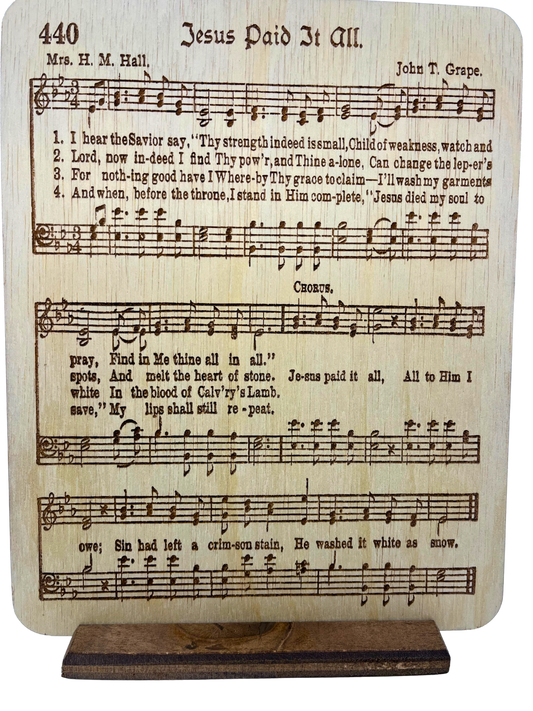 440 Jesus Paid It All.
Mrs. H. M. Hall. John T. Grape.
1. I hear the Savior say, "Thy strength indeed is small, Child of weakness, watch and
2. Lord, now in-deed I find Thy pow'r, and Thine a-lone, Can change the lep-er's
3. For noth-ing good have I Where-by Thy grace to claim—I'll wash my garments
4. And when, before the throne, I stand in Him com-plete, "Jesus died my soul to
CHORUS.
pray, Find in Me thine all in all."
spots, And melt the heart of stone. Je-sus paid it all, All to Him I
white In the blood of Calv'ry's Lamb.
save," My lips shall still re-peat.
owe; Sin had left a crim-son stain, He washed it white as snow.